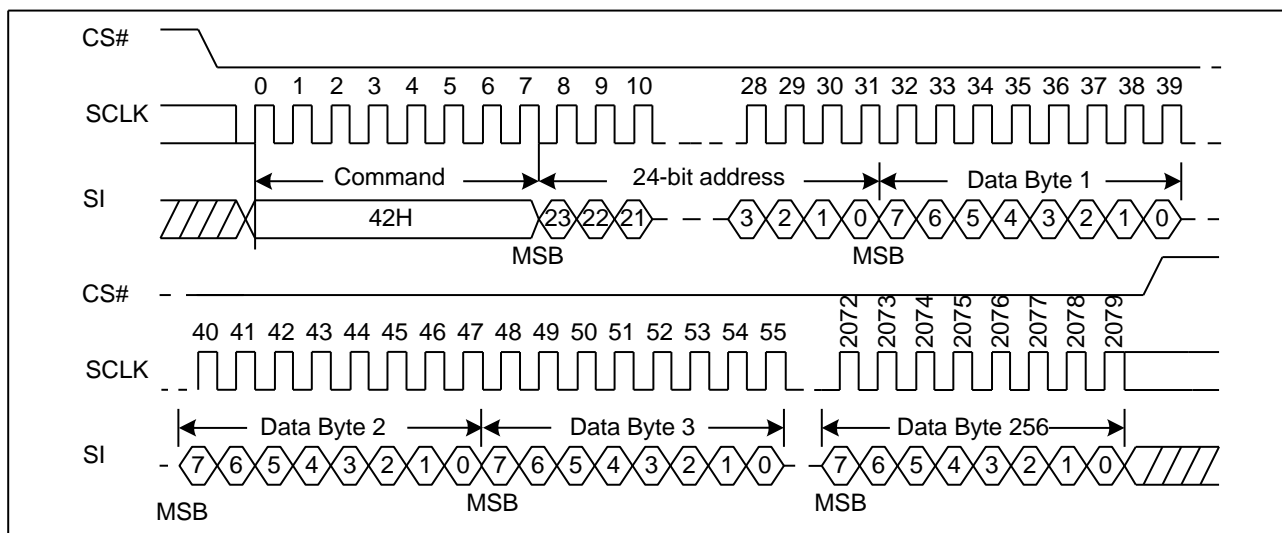 CS#
0 1 2 3 4 5 6 7 8 9 10 28 29 30 31 32 33 34 35 36 37 38 39
SCLK
Command 24-bit address Data Byte 1
SI
42H 23 22 21 3 2 1 0 7 6 5 4 3 2 1 0
MSB MSB
CS#
40 41 42 43 44 45 46 47 48 49 50 51 52 53 54 55 2072 2073 2074 2075 2076 2077 2078 2079
SCLK
Data Byte 2 Data Byte 3 Data Byte 256
SI
7 6 5 4 3 2 1 0 7 6 5 4 3 2 1 0 7 6 5 4 3 2 1 0
MSB MSB MSB